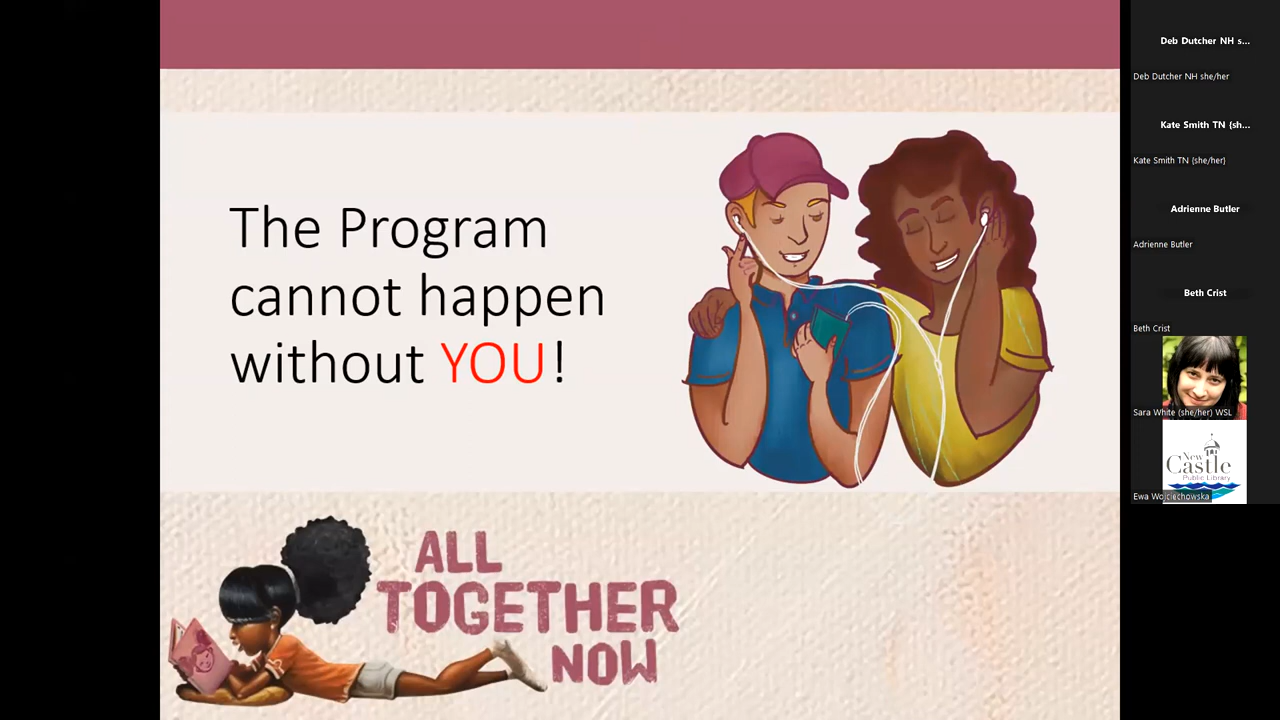 The Program
cannot happen
without YOU!
ALL
TOGETHER
NOW
Deb Dutcher NH s...
Deb Dutcher NH she/her
Kate Smith TN (sh...
Kate Smith TN (she/her)
Adrienne Butler
Adrienne Butler
Beth Crist
Beth Crist
Sara White (she/her) WSL
New
Castle
Public Library
Ewa Wojciechowska